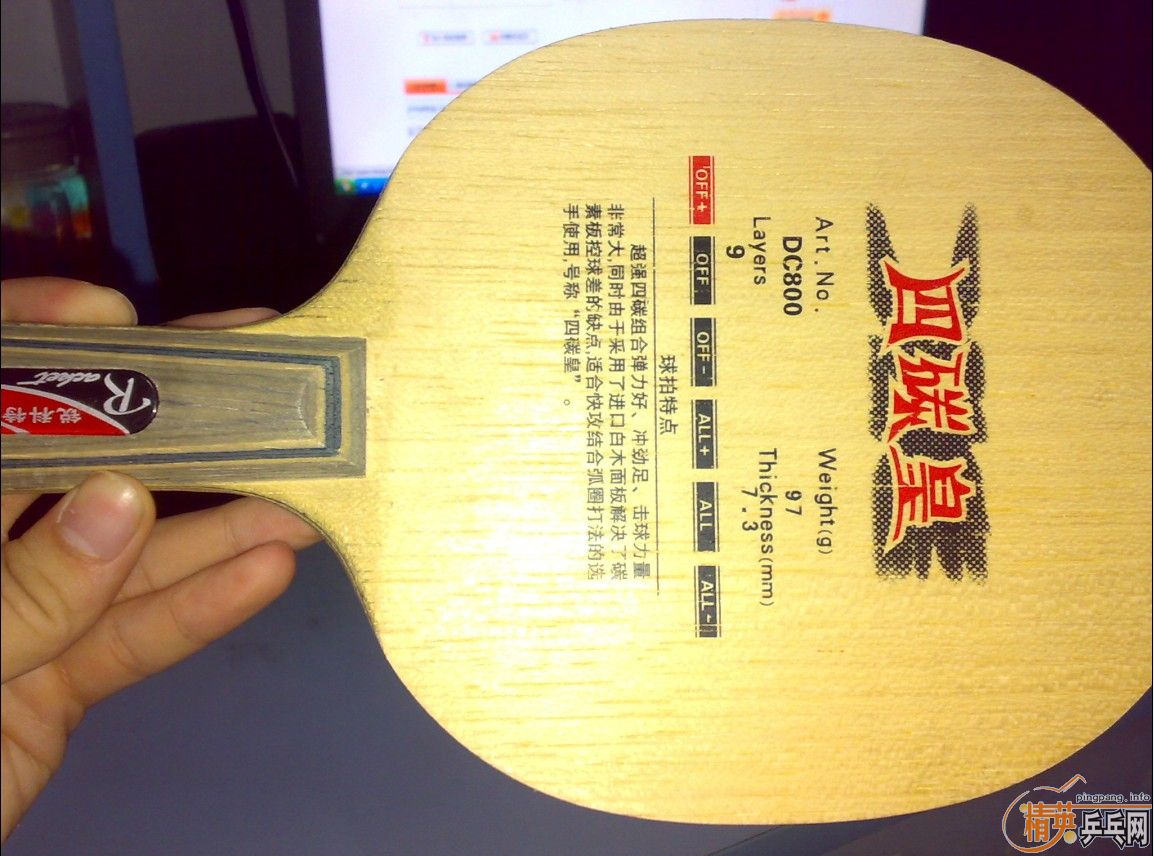 四碳皇
Art.No.
DC800
Layers
9
Weight(g)
97
Thickness(mm)
7.3
OFF+
OFF
OFF-
ALL+
ALL
ALL-
球拍特点
超强四碳组合弹力好、冲劲足、击球力量
非常大,同时由于采用了进口白木面板解决了碳
素板控球差的缺点,适合快攻结合弧圈打法的选
手使用,号称“四碳皇”。
Racket
锐科特
pingpang.info
精英乒乓网